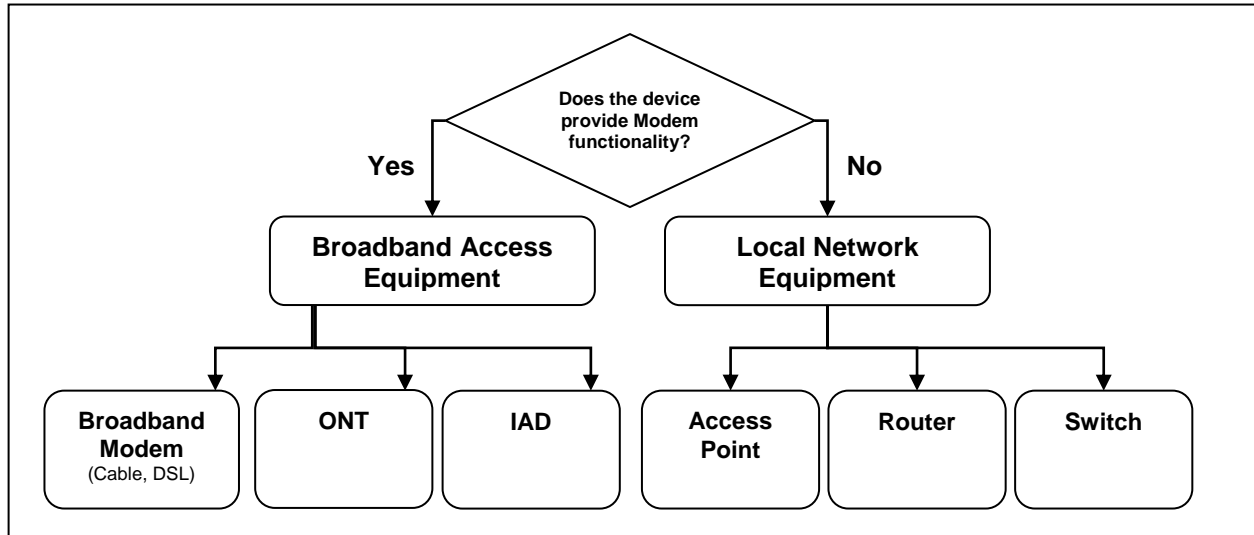 Does the device
provide Modem
functionality?
Yes
No
Broadband Access
Equipment
Local Network
Equipment
Broadband
Modem
(Cable, DSL)
ONT
IAD
Access
Point
Router
Switch